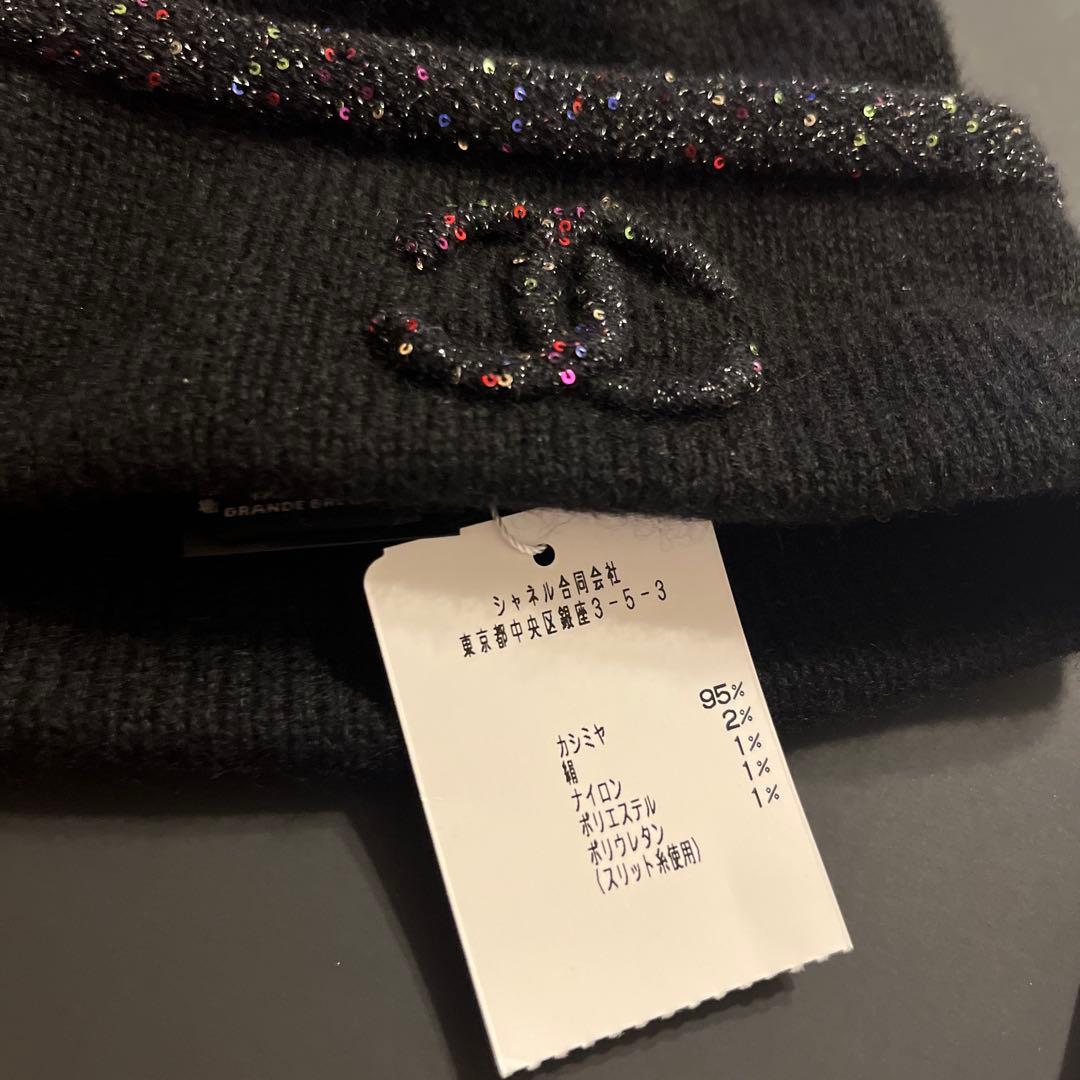 GRANDE
シャネル合同会社
東京都中央区銀座3-5-3
カシミヤ 95%
絹 2%
ナイロン 1%
ポリエステル 1%
ポリウレタン 1%
(スリット糸使用)